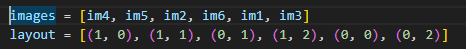 images = [im4, im5, im2, im6, im1, im3]
layout = [(1, 0), (1, 1), (0, 1), (1, 2), (0, 0), (0, 2)]